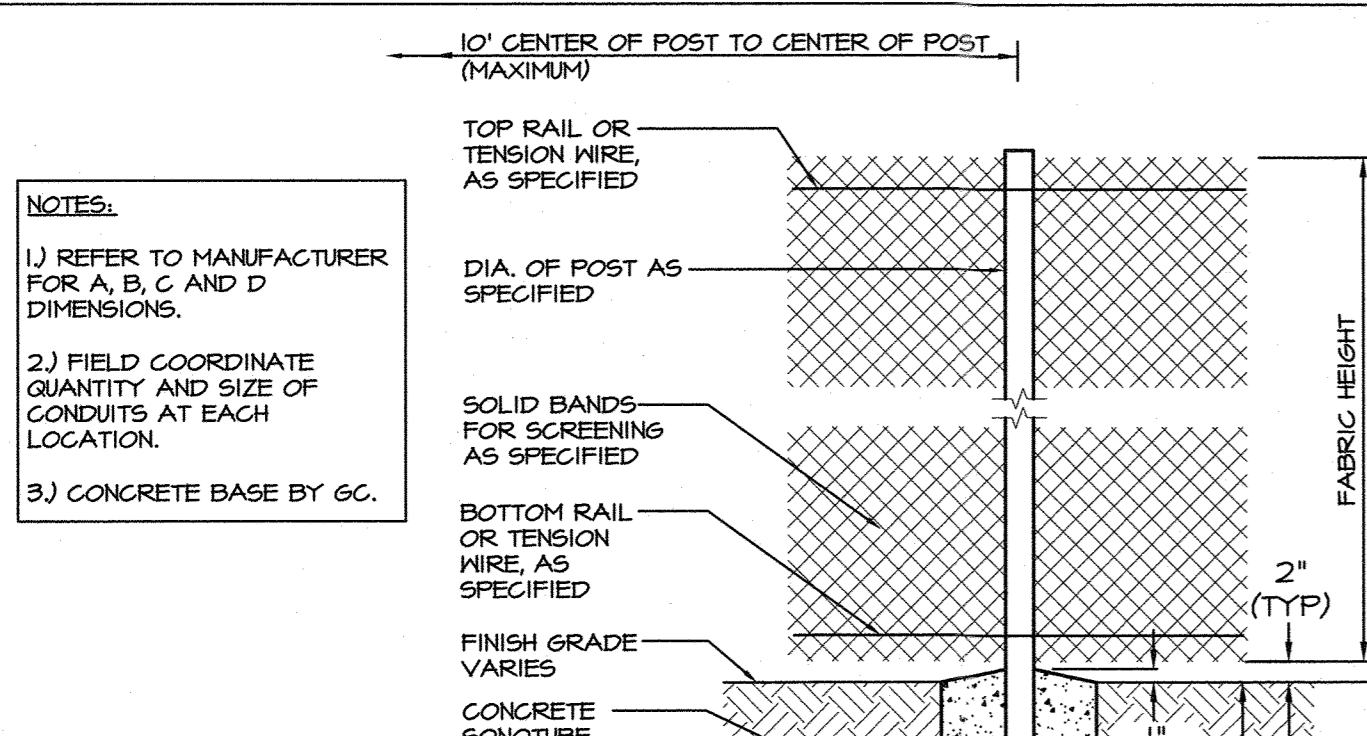 10' CENTER OF POST TO CENTER OF POST
(MAXIMUM)
TOP RAIL OR
TENSION WIRE,
AS SPECIFIED
NOTES:
1.) REFER TO MANUFACTURER
FOR A, B, C AND D
DIMENSIONS.
2.) FIELD COORDINATE
QUANTITY AND SIZE OF
CONDUITS AT EACH
LOCATION.
3.) CONCRETE BASE BY GC.
DIA. OF POST AS
SPECIFIED
SOLID BANDS
FOR SCREENING
AS SPECIFIED
BOTTOM RAIL
OR TENSION
WIRE, AS
SPECIFIED
FINISH GRADE
VARIES
CONCRETE
SONOTUBE
FABRIC HEIGHT
2"
(TYP)
1"